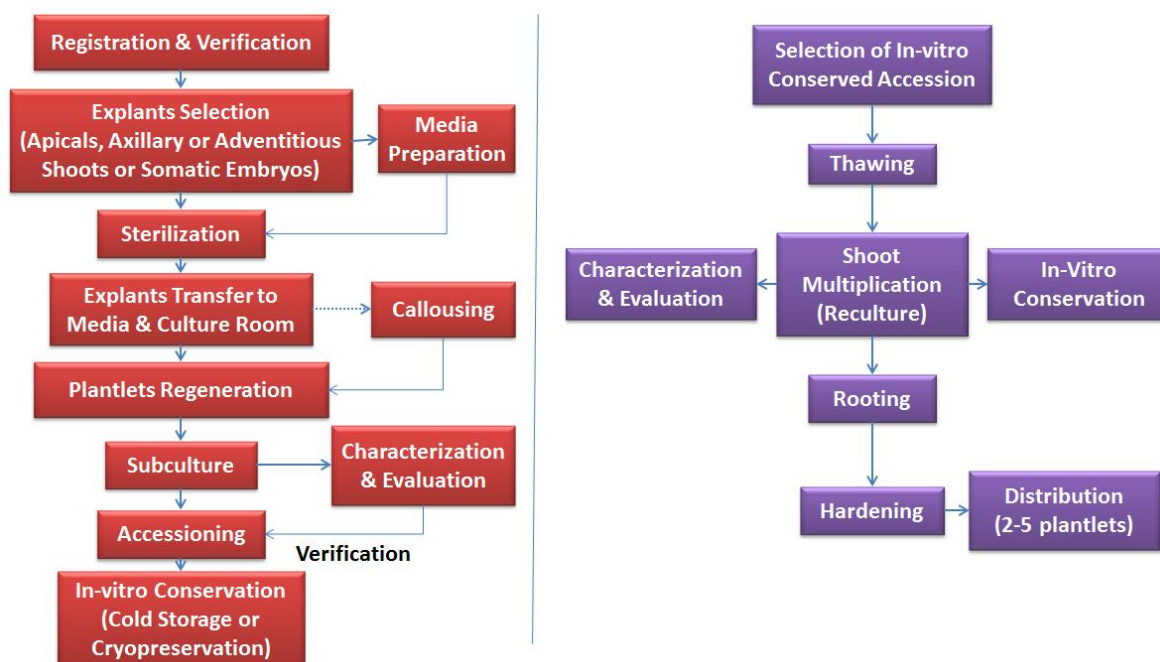 Registration & Verification
Explants Selection
(Apicals, Axillary or Adventitious
Shoots or Somatic Embryos)
Media
Preparation
Sterilization
Explants Transfer to
Media & Culture Room
Callousing
Plantlets Regeneration
Subculture
Characterization
& Evaluation
Accessioning
Verification
In-vitro Conservation
(Cold Storage or
Cryopreservation)
Selection of In-vitro
Conserved Accession
Thawing
Characterization
& Evaluation
Shoot
Multiplication
(Reculture)
In-Vitro
Conservation
Rooting
Hardening
Distribution
(2-5 plantlets)